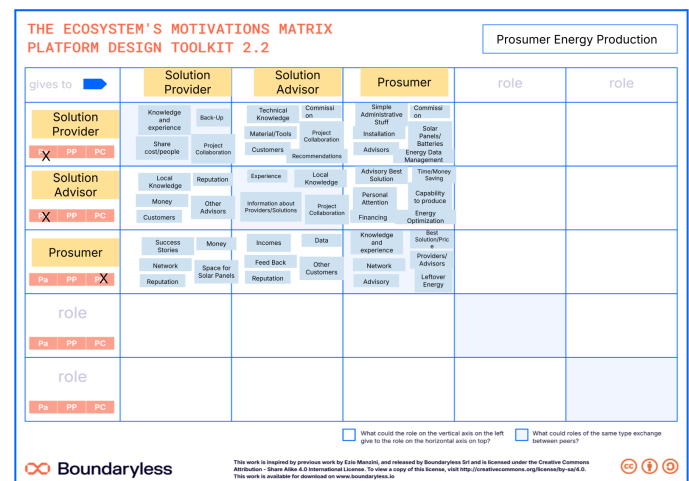 THE ECOSYSTEM'S MOTIVATIONS MATRIX
PLATFORM DESIGN TOOLKIT 2.2
Prosumer Energy Production
gives to
Solution
Provider
Solution
Advisor
Prosumer
role
role
Solution
Provider
X PP PC
Knowledge
and
experience
Back-Up
Share
cost/people
Project
Collaboration
Technical
Knowledge
Commissi
on
Material/Tools
Project
Collaboration
Customers
Recommendations
Simple
Administrative
Stuff
Commissi
on
Installation
Solar
Panels/
Batteries
Advisors
Energy Data
Management
Solution
Advisor
X PP PC
Local
Knowledge
Reputation
Money
Other
Advisors
Customers
Experience
Local
Knowledge
Information about
Providers/Solutions
Project
Collaboration
Advisory Best
Solution
Time/Money
Saving
Personal
Attention
Capability
to produce
Financing
Energy
Optimization
Prosumer
Pa PP X
Success
Stories
Money
Network
Space for
Solar Panels
Reputation
Incomes
Data
Feed Back
Other
Customers
Reputation
Knowledge
and
experience
Best
Solution/Pric
e
Network
Providers/
Advisors
Advisory
Leftover
Energy
role
Pa PP PC
role
Pa PP PC
What could the role on the vertical axis on the left
give to the role on the horizontal axis on top?
What could roles of the same type exchange
between peers?
Boundaryless
This work is inspired by previous work by Ezio Manzini, and released by Boundaryless Srl and is licensed under the Creative Commons
Attribution - Share Alike 4.0 International License. To view a copy of this license, visit http://creativecommons.org/license/by-sa/4.0.
This work is available for download on www.boundaryless.io